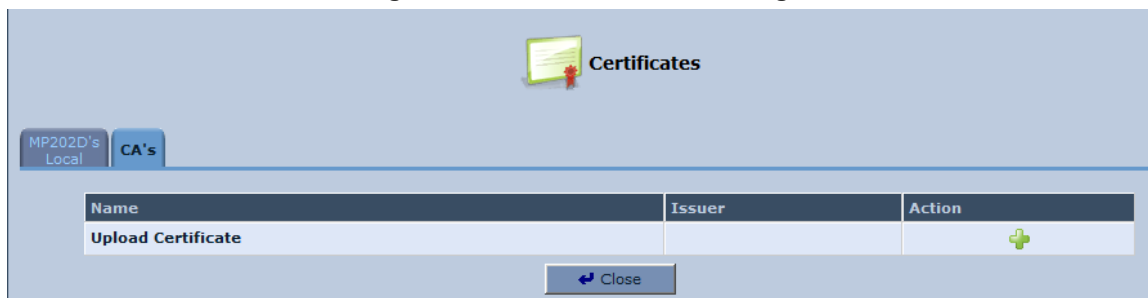 Certificates
MP202D's
Local
CA's
Name Issuer Action
Upload Certificate
Close